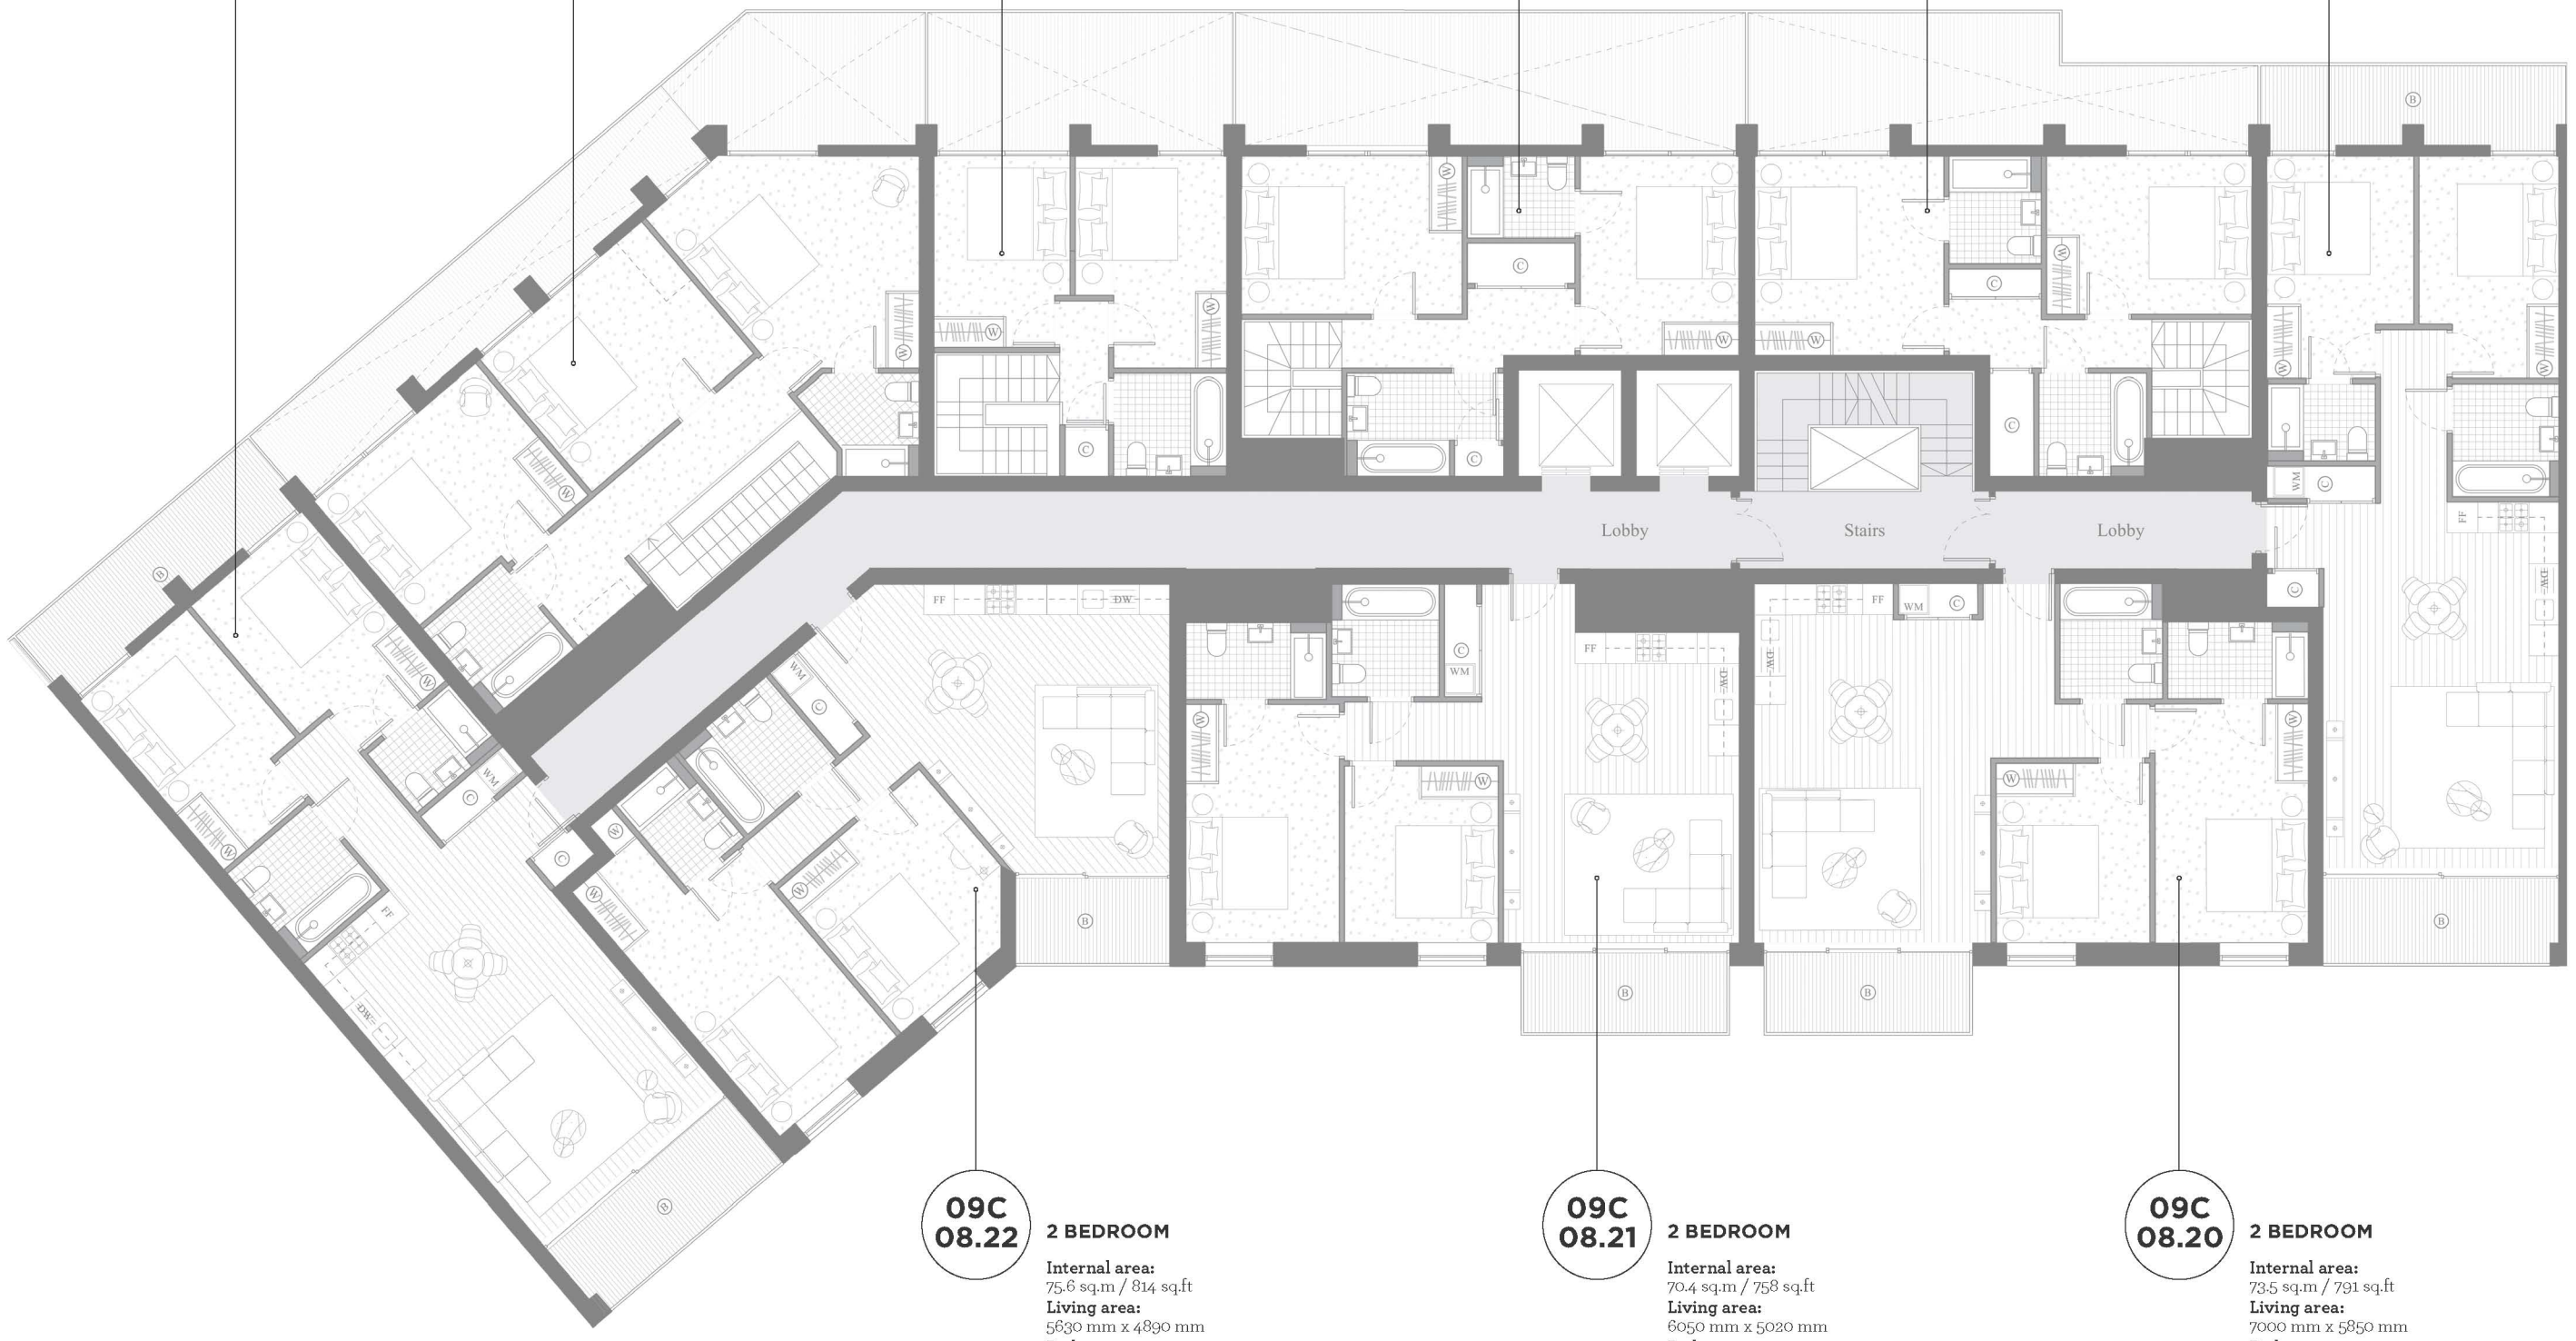 B
W
W
C
W
C
W
W
W
W
C
W
W
W
C
C
C
WM
C
FF
DW
Lobby
Stairs
Lobby
C
B
W
FF
DW
WM
C
C
WM
FF
DW
FF
WM
C
DW
W
W
W
W
W
WM
C
W
C
W
W
W
FF
DW
B
B
B
B
B
09C
08.22
2 BEDROOM
Internal area:
75.6 sq.m / 814 sq.ft
Living area:
5630 mm x 4890 mm
09C
08.21
2 BEDROOM
Internal area:
70.4 sq.m / 758 sq.ft
Living area:
6050 mm x 5020 mm
09C
08.20
2 BEDROOM
Internal area:
73.5 sq.m / 791 sq.ft
Living area:
7000 mm x 5850 mm